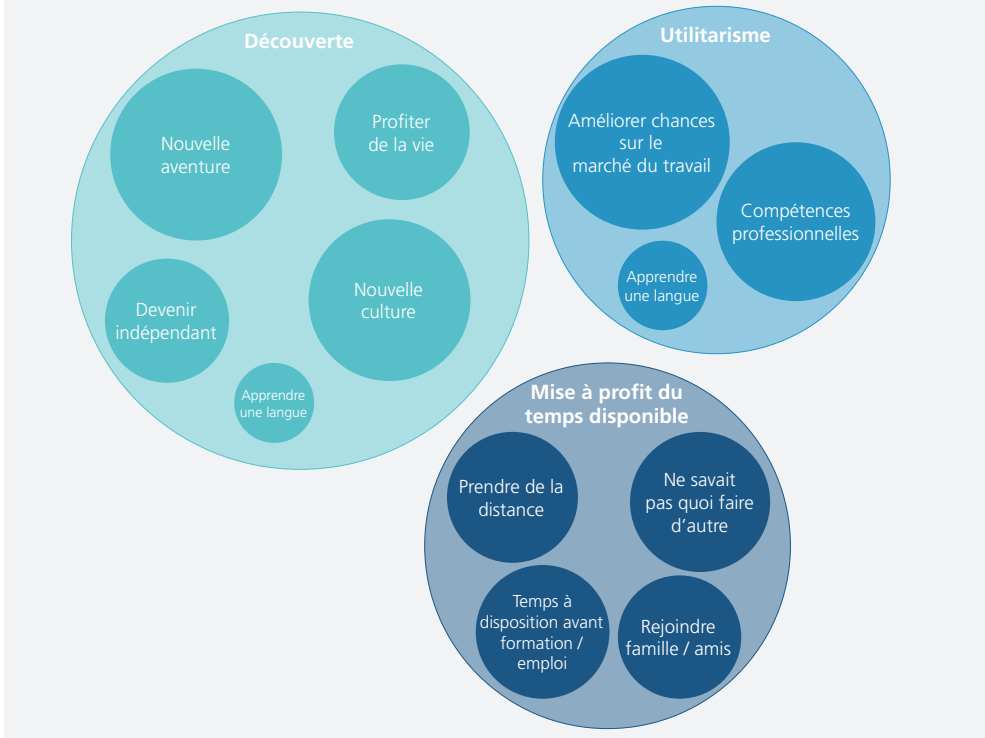 Découverte
Nouvelle
aventure
Profiter
de la vie
Devenir
indépendant
Nouvelle
culture
Apprendre
une langue
Utilitarisme
Améliorer chances
sur le
marché du travail
Compétences
professionnelles
Apprendre
une langue
Mise à profit du
temps disponible
Prendre de la
distance
Ne savait
pas quoi faire
d’autre
Temps à
disposition avant
formation /
emploi
Rejoindre
famille / amis